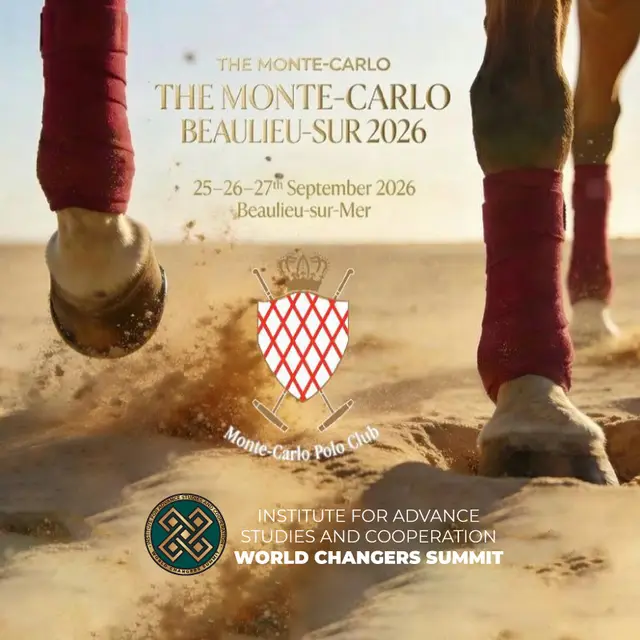 THE MONTE-CARLO
THE MONTE-CARLO
BEAULIEU-SUR 2026
25–26–27th September 2026
Beaulieu-sur-Mer
Monte-Carlo Polo Club
INSTITUTE FOR ADVANCE
STUDIES AND COOPERATION
WORLD CHANGERS SUMMIT